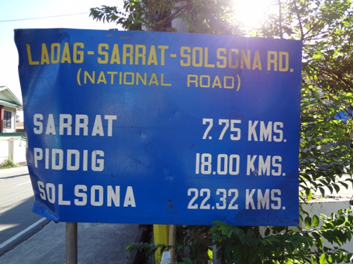 LAOAG-SARRAT-SOLSONA RD.
(NATIONAL ROAD)
SARRAT 7.75 KMS.
PIDDIG 18.00 KMS.
SOLSONA 22.32 KMS.